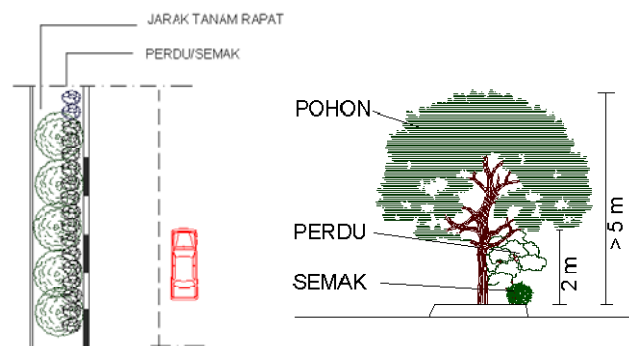 JARAK TANAM RAPAT
PERDU/SEMAK
POHON
PERDU
SEMAK
2 m
> 5 m